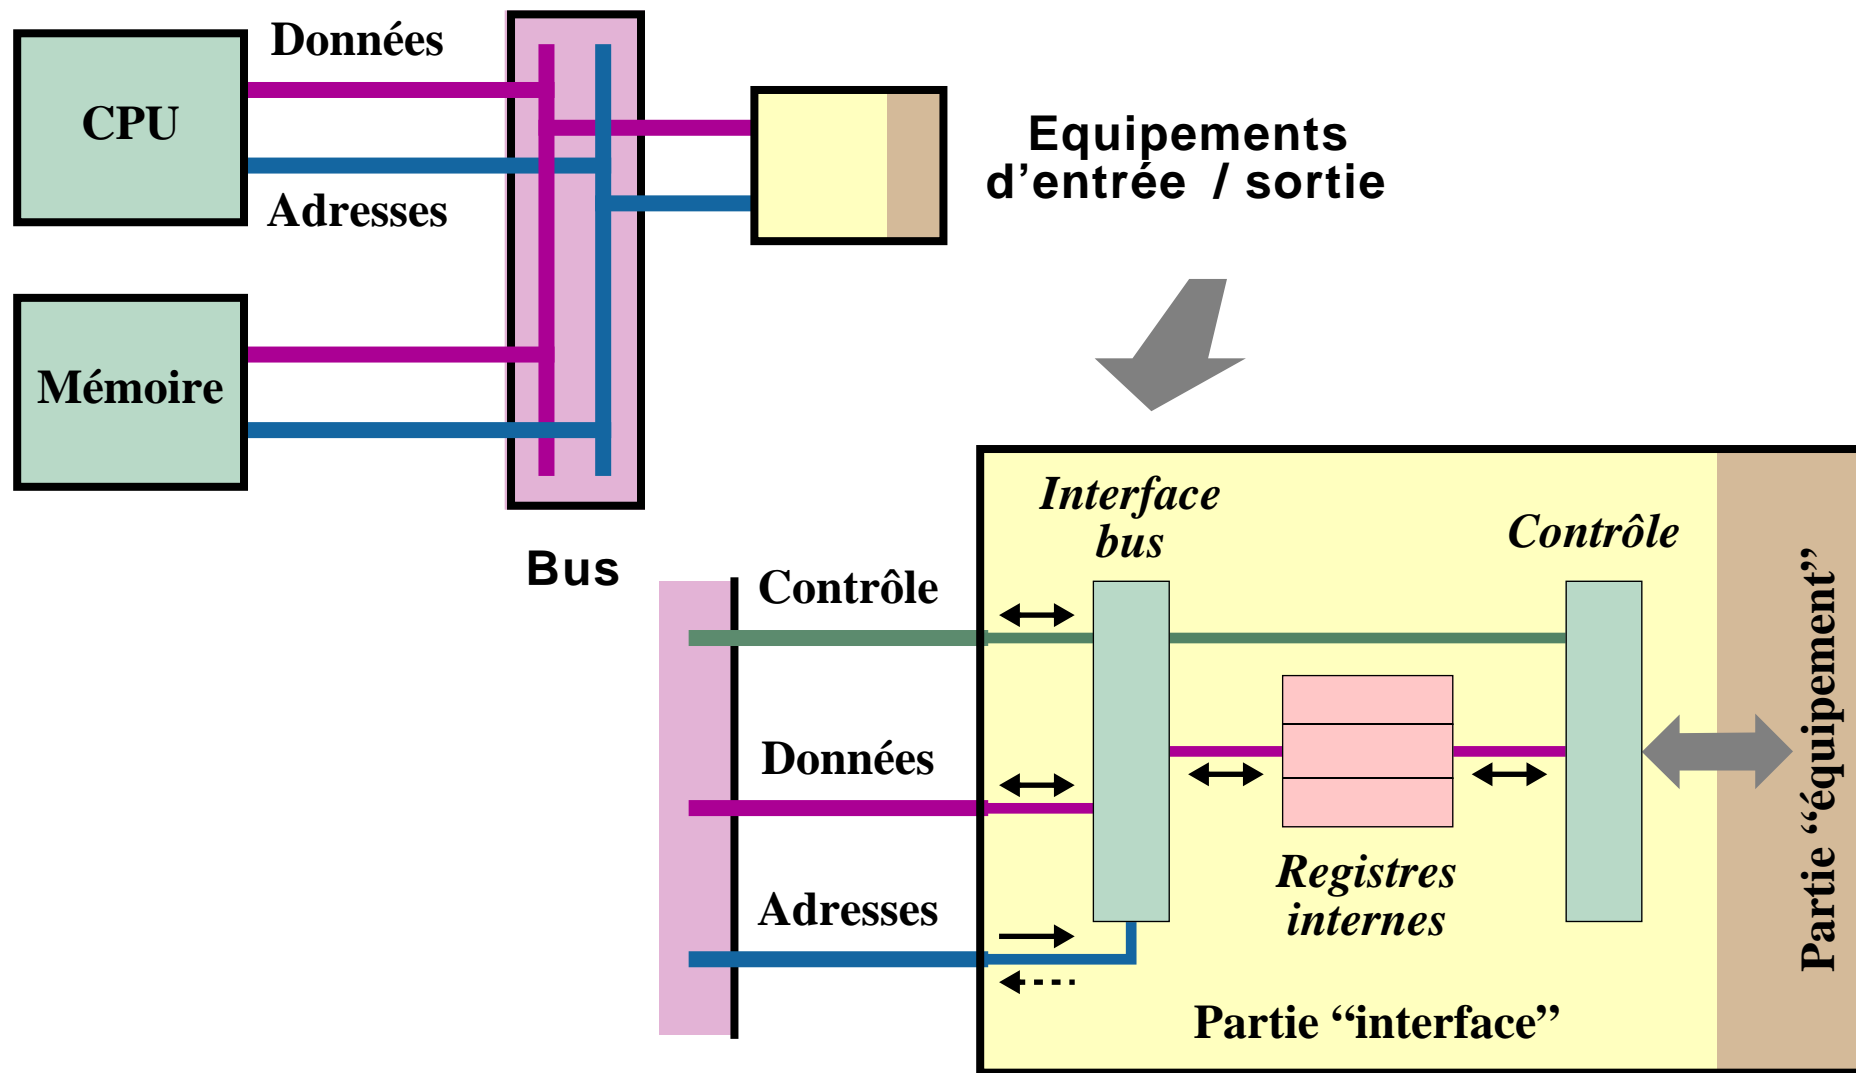 Données
CPU
Adresses
Equipements
d’entrée / sortie
Mémoire
Bus
Interface
bus
Contrôle
Contrôle
Données
Adresses
Registres
internes
Partie “interface”
Partie “équipement”